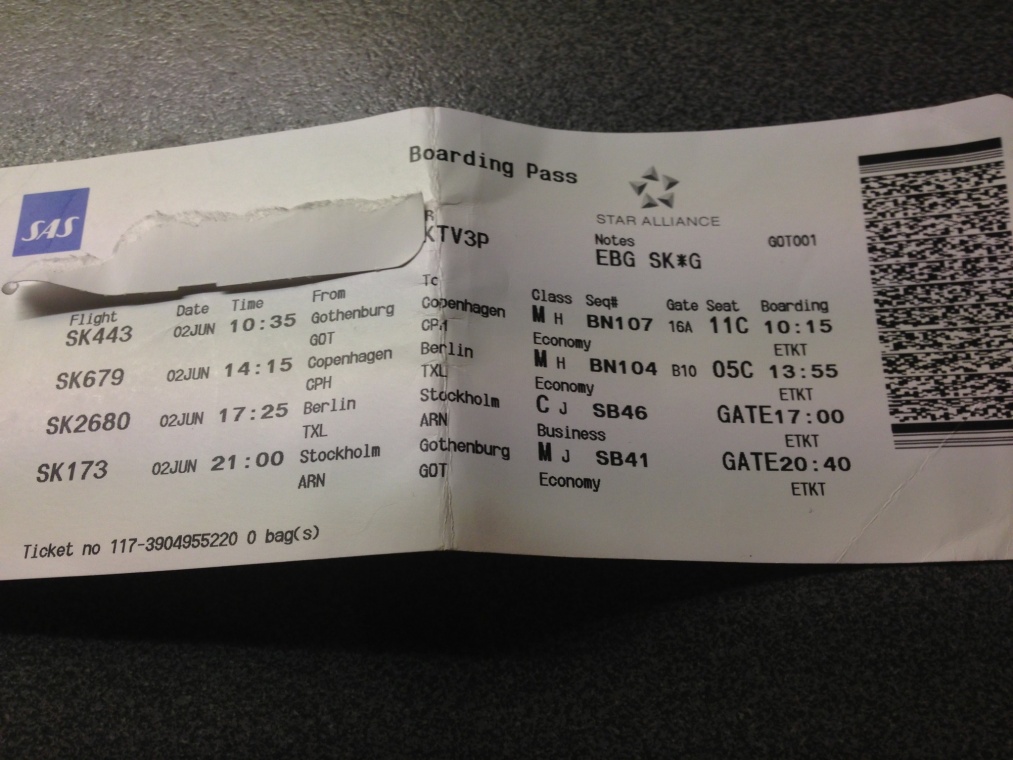 Boarding Pass
SAS
STAR ALLIANCE
KTV3P
Notes GOT001
EBG SK*G
Flight Date Time From To Class Seq# Gate Seat Boarding
SK443 02JUN 10:35 Gothenburg Copenhagen M H BN107 16A 11C 10:15
GOT CPH Economy ETKT
SK679 02JUN 14:15 Copenhagen Berlin M H BN104 B10 05C 13:55
CPH TXL Economy ETKT
SK2680 02JUN 17:25 Berlin Stockholm C J SB46 GATE 17:00
TXL ARN Business ETKT
SK173 02JUN 21:00 Stockholm Gothenburg M J SB41 GATE 20:40
ARN GOT Economy ETKT
Ticket no 117-3904955220 0 bag(s)